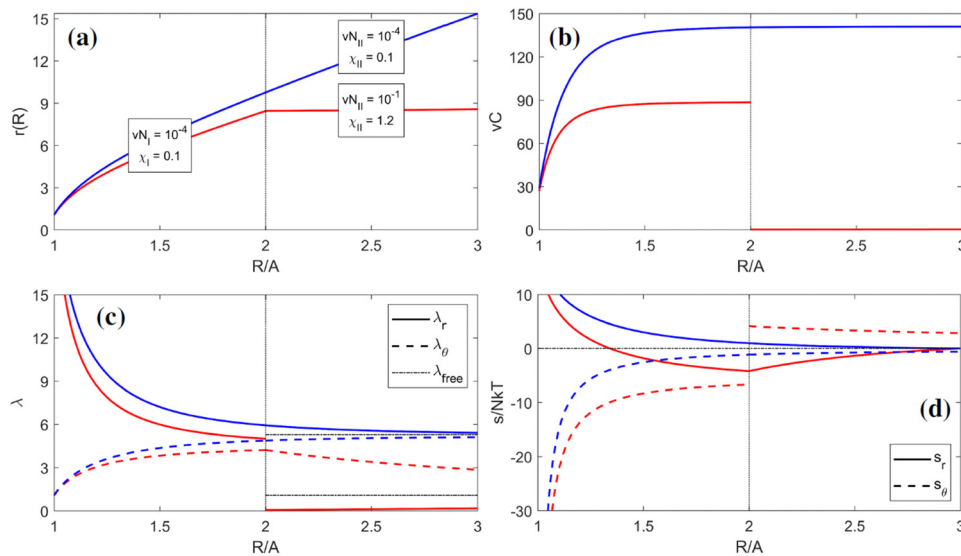 (a)
15
12
9
6
3
0
r(R)
vN_II = 10^-4
χ_II = 0.1
vN_II = 10^-1
χ_II = 1.2
vN_I = 10^-4
χ_I = 0.1
1
1.5
2
2.5
3
R/A
(b)
150
120
90
60
30
0
vC
1
1.5
2
2.5
3
R/A
(c)
15
12
9
6
3
0
λ
λ_r
λ_θ
λ_free
1
1.5
2
2.5
3
R/A
(d)
10
0
-10
-20
-30
s/NkT
s_r
s_θ
1
1.5
2
2.5
3
R/A